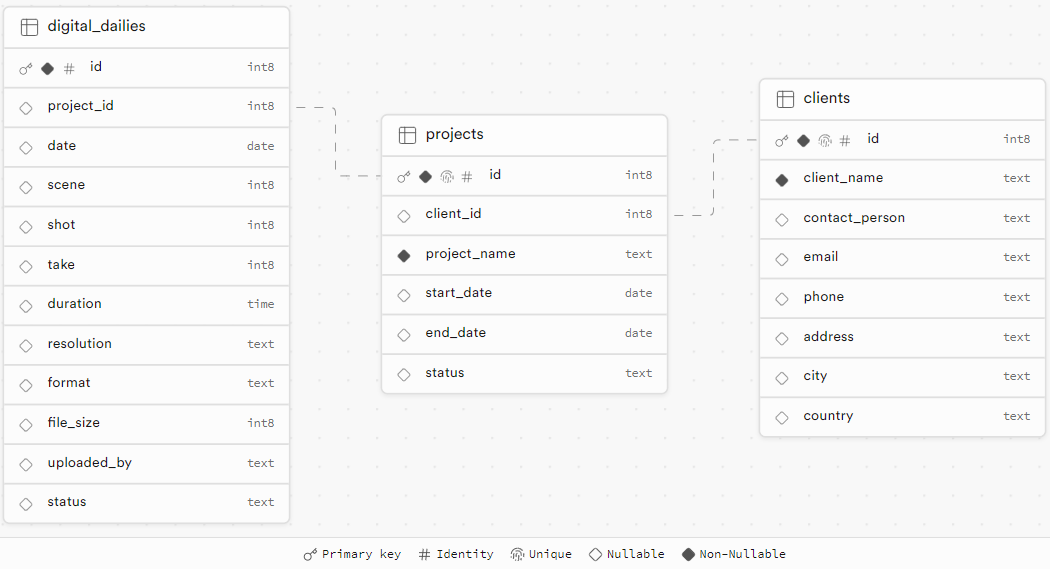 digital_dailies
id int8
project_id int8
date date
scene int8
shot int8
take int8
duration time
resolution text
format text
file_size int8
uploaded_by text
status text
projects
id int8
client_id int8
project_name text
start_date date
end_date date
status text
clients
id int8
client_name text
contact_person text
email text
phone text
address text
city text
country text
Primary key # Identity Unique Nullable Non-Nullable